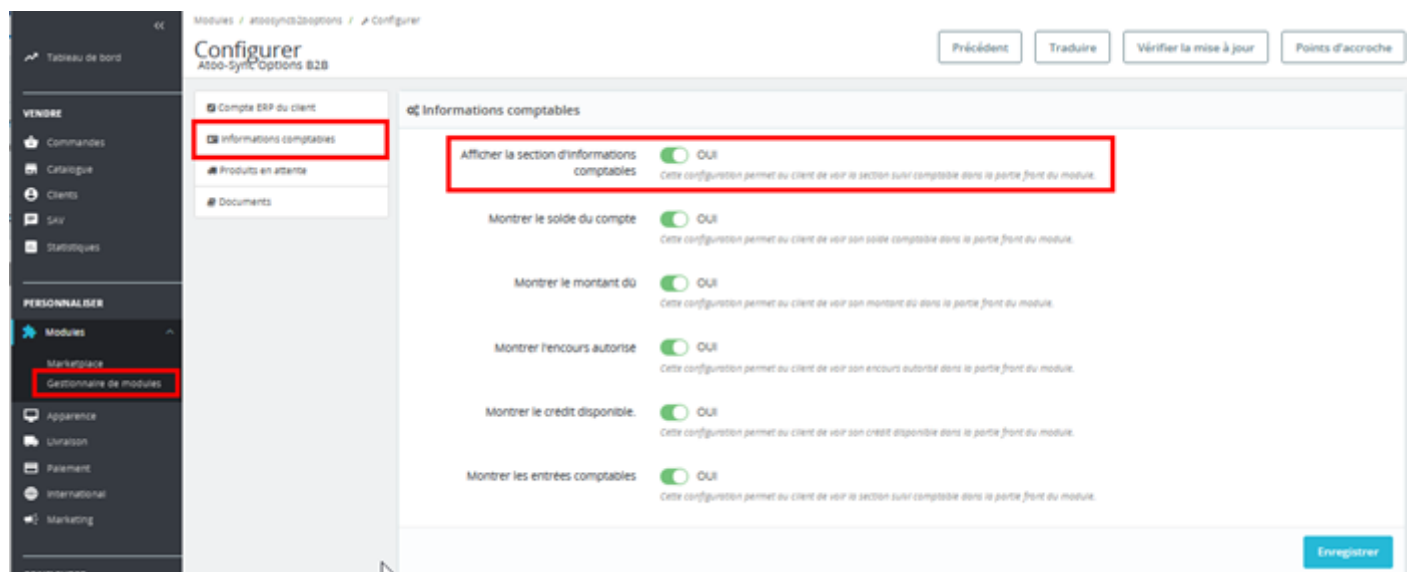 «
Modules / atoosyncb2boptions / Configurer
Configurer
Atoo-Sync Options B2B
Précédent
Traduire
Vérifier la mise à jour
Points d'accroche
Tableau de bord
VENDRE
Commandes
Catalogue
Clients
SAV
Statistiques
PERSONNALISER
Modules
Marketplace
Gestionnaire de modules
Apparence
Livraison
Paiement
International
Marketing
Compte ERP du client
Informations comptables
Produits en attente
Documents
Informations comptables
Afficher la section d'informations
comptables
OUI
Cette configuration permet au client de voir la section suivi comptable dans la partie front du module.
Montrer le solde du compte
OUI
Cette configuration permet au client de voir son solde comptable dans la partie front du module.
Montrer le montant dû
OUI
Cette configuration permet au client de voir son montant dû dans la partie front du module.
Montrer l'encours autorisé
OUI
Cette configuration permet au client de voir son encours autorisé dans la partie front du module.
Montrer le crédit disponible.
OUI
Cette configuration permet au client de voir son crédit disponible dans la partie front du module.
Montrer les entrées comptables
OUI
Cette configuration permet au client de voir la section suivi comptable dans la partie front du module.
Enregistrer